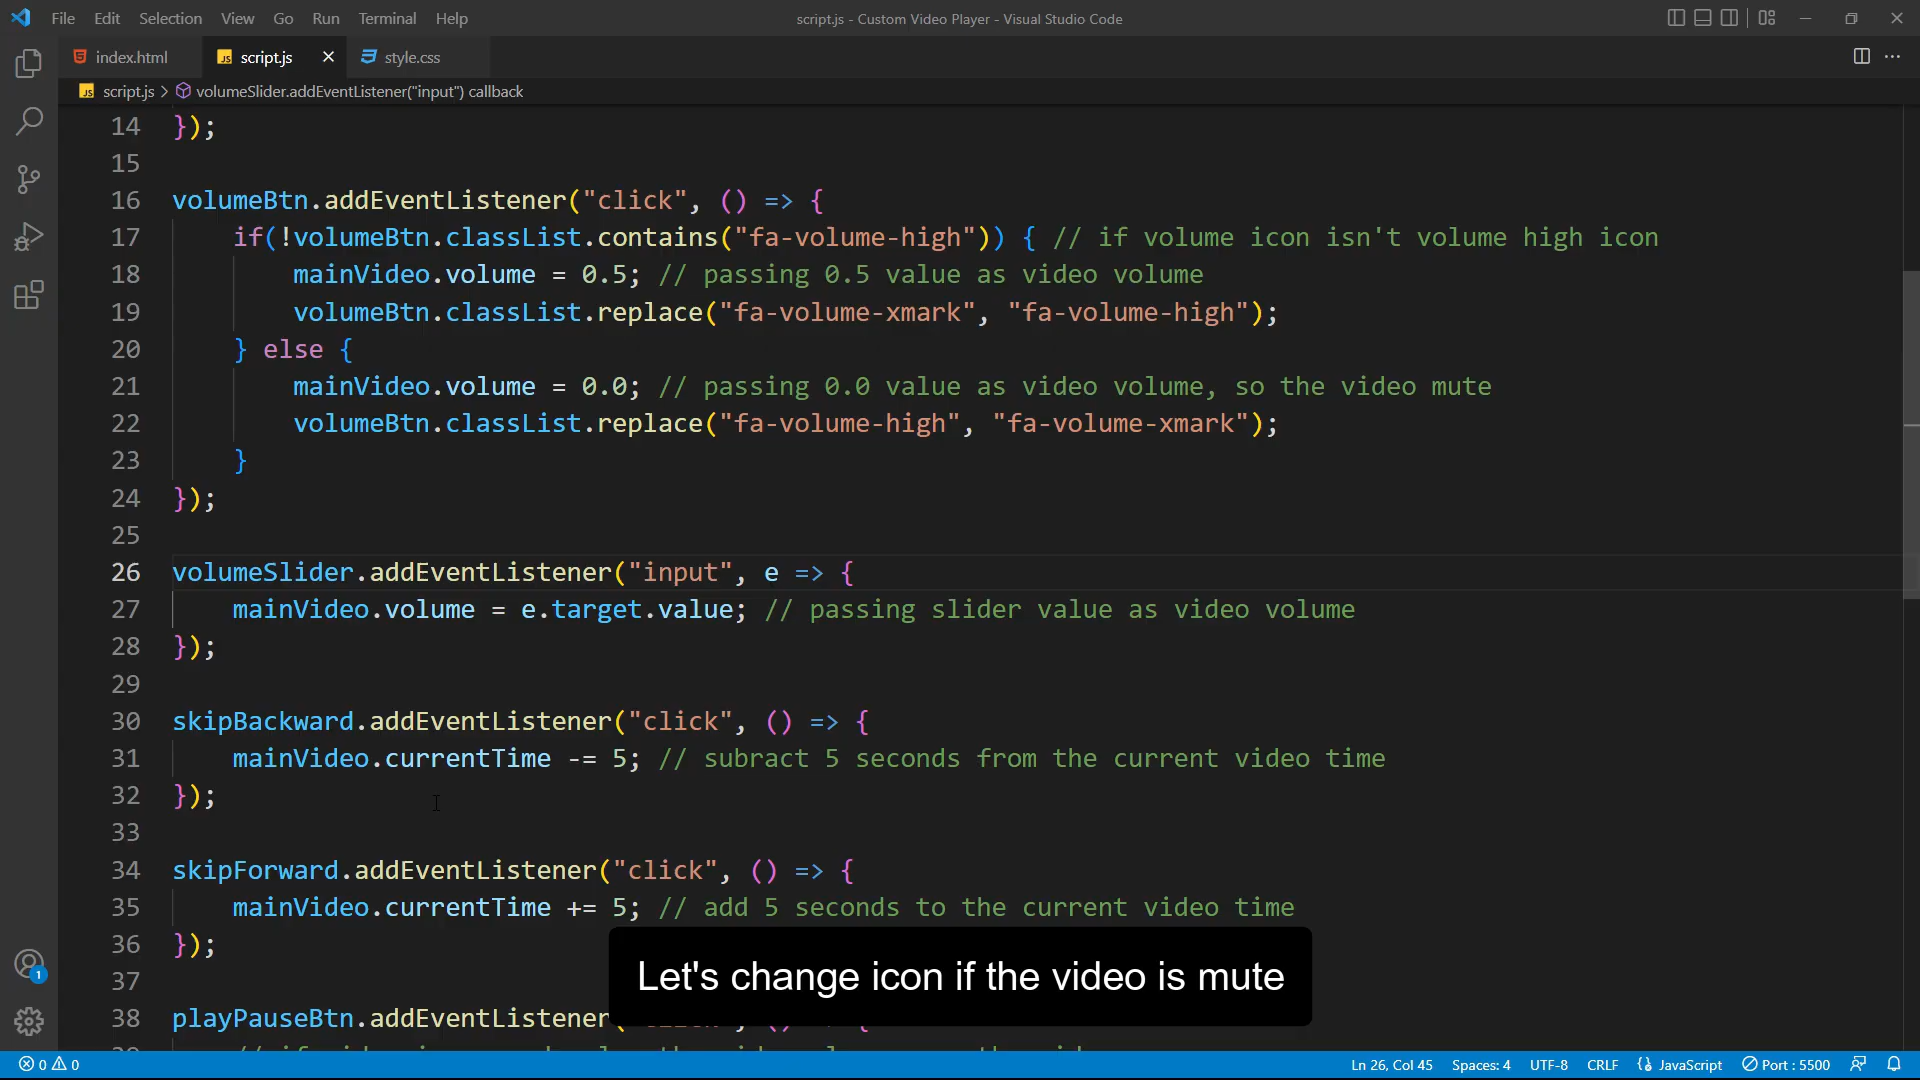 File Edit Selection View Go Run Terminal Help
script.js - Custom Video Player - Visual Studio Code
index.html
script.js
style.css
script.js > volumeSlider.addEventListener("input") callback
14 });
15
16 volumeBtn.addEventListener("click", () => {
17 if(!volumeBtn.classList.contains("fa-volume-high")) { // if volume icon isn't volume high icon
18 mainVideo.volume = 0.5; // passing 0.5 value as video volume
19 volumeBtn.classList.replace("fa-volume-xmark", "fa-volume-high");
20 } else {
21 mainVideo.volume = 0.0; // passing 0.0 value as video volume, so the video mute
22 volumeBtn.classList.replace("fa-volume-high", "fa-volume-xmark");
23 }
24 });
25
26 volumeSlider.addEventListener("input", e => {
27 mainVideo.volume = e.target.value; // passing slider value as video volume
28 });
29
30 skipBackward.addEventListener("click", () => {
31 mainVideo.currentTime -= 5; // subract 5 seconds from the current video time
32 });
33
34 skipForward.addEventListener("click", () => {
35 mainVideo.currentTime += 5; // add 5 seconds to the current video time
36 });
37
38 playPauseBtn.addEventListener
Let's change icon if the video is mute
1
0 0
Ln 26, Col 45 Spaces: 4 UTF-8 CRLF JavaScript Port : 5500